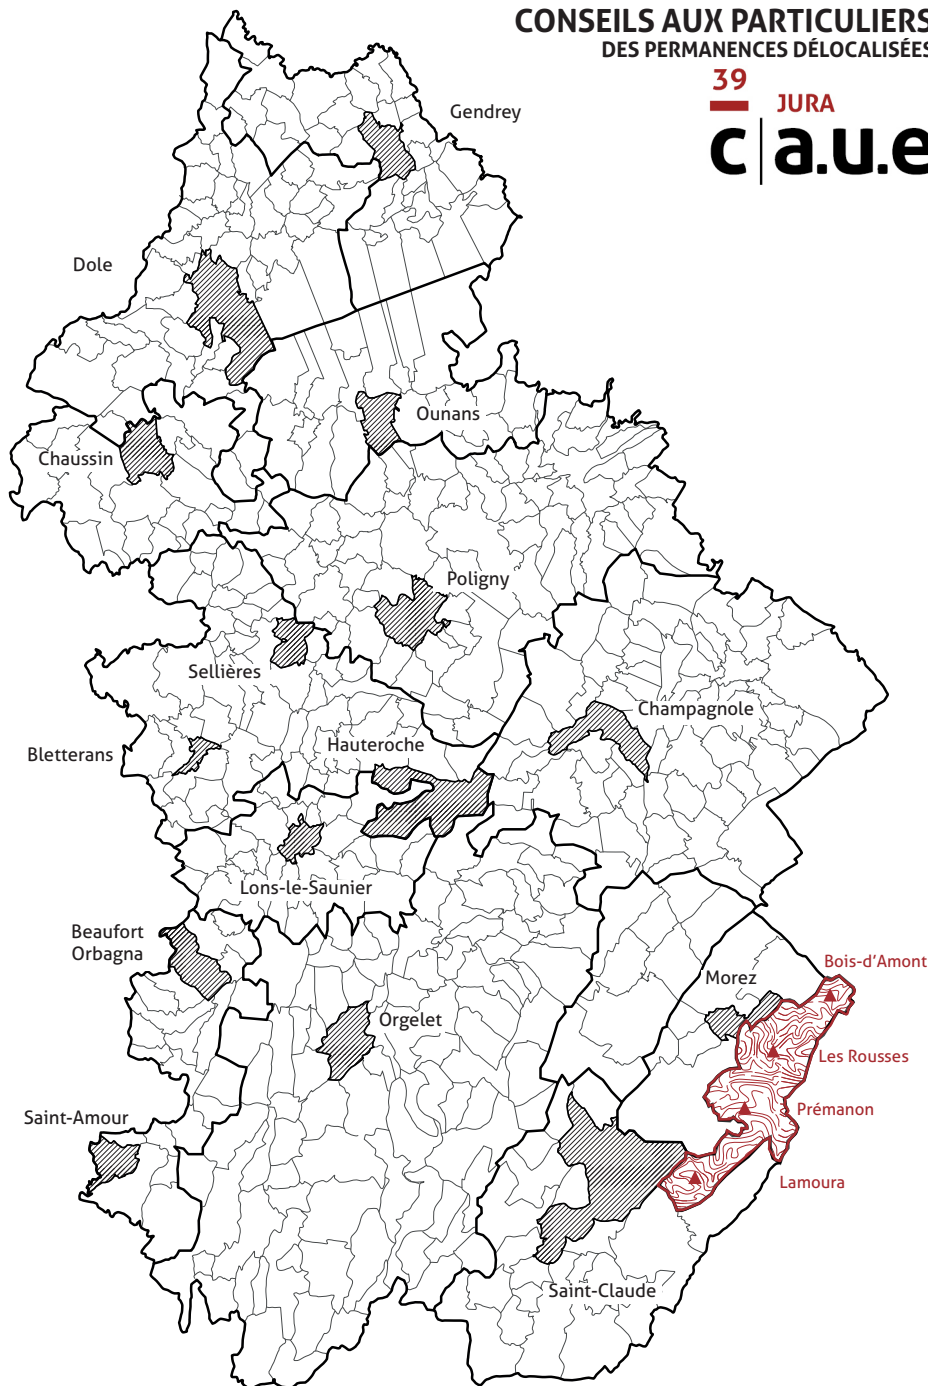 CONSEILS AUX PARTICULIERS
DES PERMANENCES DÉLOCALISÉES
39
JURA
c|a.u.e
Gendrey
Dole
Ounans
Chaussin
Poligny
Sellières
Champagnole
Hauteroche
Bletterans
Lons-le-Saunier
Beaufort
Orbagna
Bois-d'Amont
Morez
Orgelet
Les Rousses
Prémanon
Saint-Amour
Lamoura
Saint-Claude